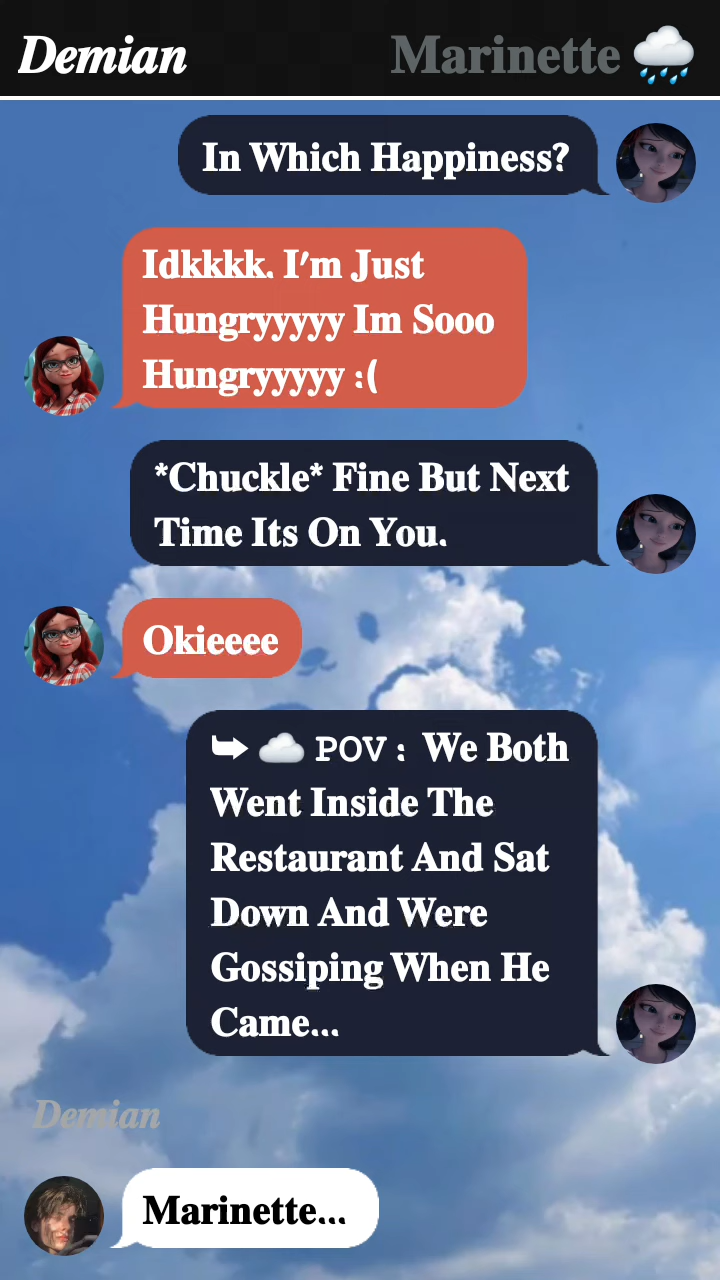 Demian Marinette 🌧️
In Which Happiness?
Idkkkk. I'm Just
Hungryyyyy Im Sooo
Hungryyyyy :(
*Chuckle* Fine But Next
Time Its On You.
Okieeee
⮩ ☁️ POV : We Both
Went Inside The
Restaurant And Sat
Down And Were
Gossiping When He
Came...
Demian
Marinette...